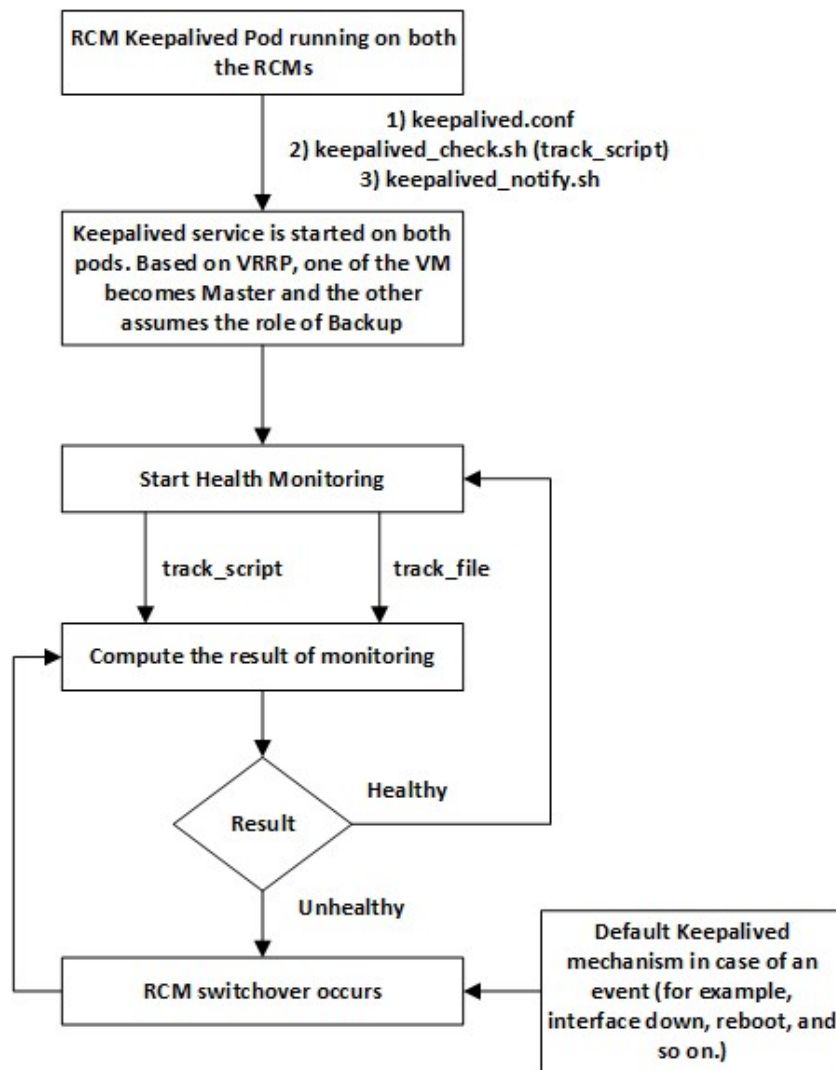 RCM Keepalived Pod running on both
the RCMs
1) keepalived.conf
2) keepalived_check.sh (track_script)
3) keepalived_notify.sh
Keepalived service is started on both
pods. Based on VRRP, one of the VM
becomes Master and the other
assumes the role of Backup
Start Health Monitoring
track_script
track_file
Compute the result of monitoring
Healthy
Result
Unhealthy
RCM switchover occurs
Default Keepalived
mechanism in case of an
event (for example,
interface down, reboot, and
so on.)